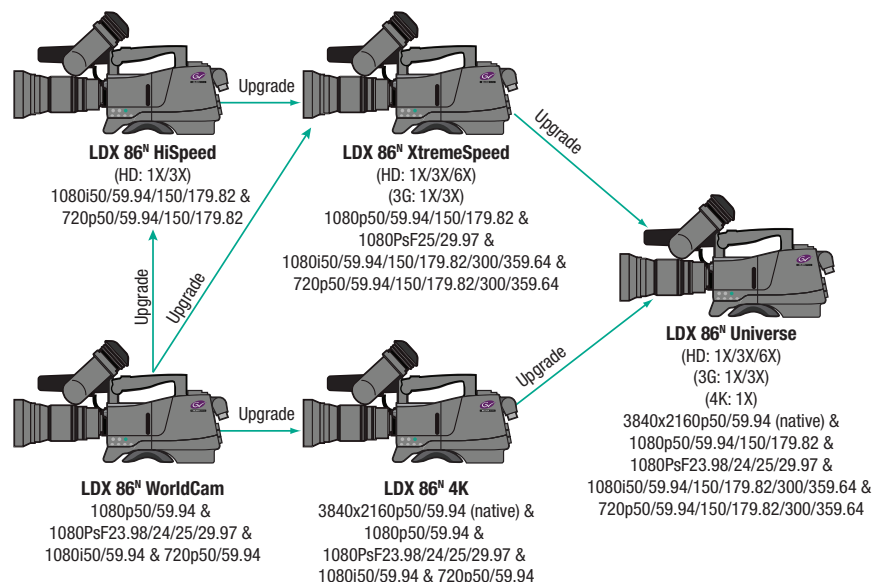 Upgrade
LDX 86ᴺ HiSpeed
(HD: 1X/3X)
1080i50/59.94/150/179.82 &
720p50/59.94/150/179.82
Upgrade
Upgrade
LDX 86ᴺ XtremeSpeed
(HD: 1X/3X/6X)
(3G: 1X/3X)
1080p50/59.94/150/179.82 &
1080PsF25/29.97 &
1080i50/59.94/150/179.82/300/359.64 &
720p50/59.94/150/179.82/300/359.64
Upgrade
LDX 86ᴺ Universe
(HD: 1X/3X/6X)
(3G: 1X/3X)
(4K: 1X)
3840x2160p50/59.94 (native) &
1080p50/59.94/150/179.82 &
1080PsF23.98/24/25/29.97 &
1080i50/59.94/150/179.82/300/359.64 &
720p50/59.94/150/179.82/300/359.64
Upgrade
LDX 86ᴺ WorldCam
1080p50/59.94 &
1080PsF23.98/24/25/29.97 &
1080i50/59.94 & 720p50/59.94
Upgrade
LDX 86ᴺ 4K
3840x2160p50/59.94 (native) &
1080p50/59.94 &
1080PsF23.98/24/25/29.97 &
1080i50/59.94 & 720p50/59.94